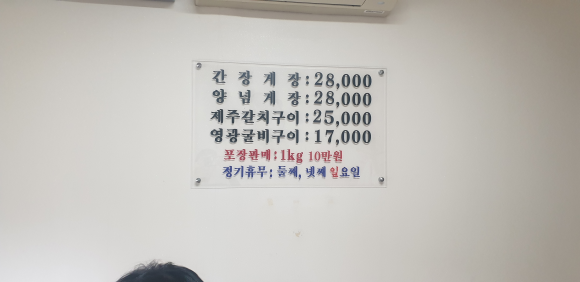 간 장 게 장 : 28,000
양 념 게 장 : 28,000
제주갈치구이 : 25,000
영광굴비구이 : 17,000
포장판매 : 1kg 10만원
정기휴무 : 둘째, 넷째 일요일